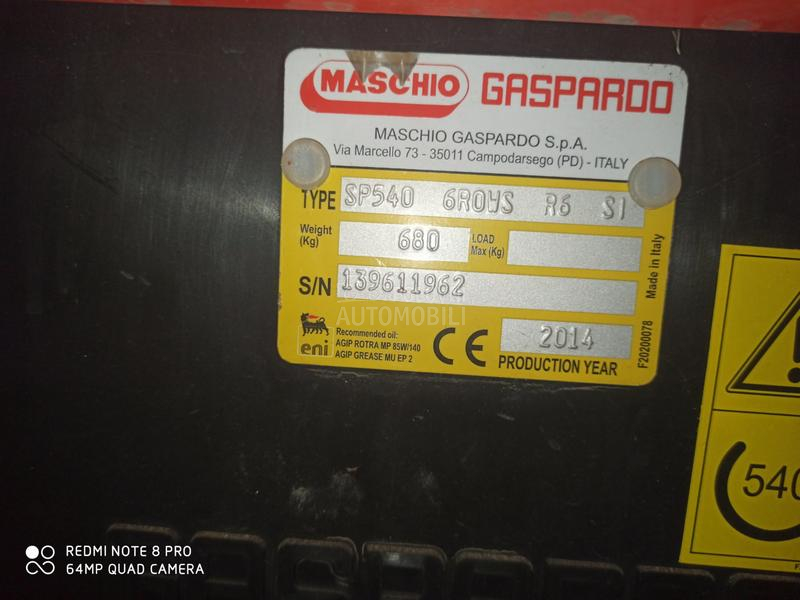 MASCHIO GASPARDO
MASCHIO GASPARDO S.p.A.
Via Marcello 73 - 35011 Campodarsego (PD) - ITALY
TYPE SP540 6ROWS R6 SI
Weight (Kg) 680 LOAD Max (Kg)
S/N 139611962
AUTOMOBILI
eni
Recommended oil:
AGIP ROTRA MP 85W/140
AGIP GREASE MU EP 2
CE
2014
PRODUCTION YEAR
Made in Italy
F20200078
540
REDMI NOTE 8 PRO
64MP QUAD CAMERA